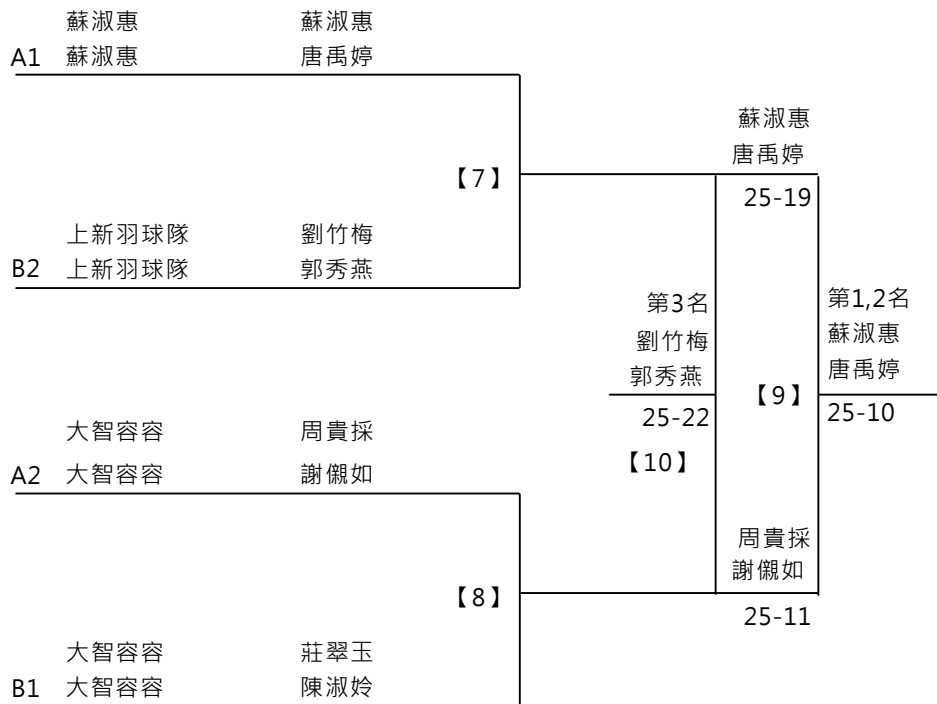 蘇淑惠 蘇淑惠
A1 蘇淑惠 唐禹婷
蘇淑惠
唐禹婷
【7】
25-19
上新羽球隊 劉竹梅
B2 上新羽球隊 郭秀燕
第3名
劉竹梅
郭秀燕
25-22
【10】
第1,2名
蘇淑惠
唐禹婷
【9】
25-10
大智容容 周貴採
A2 大智容容 謝儭如
周貴採
謝儭如
【8】
25-11
大智容容 莊翠玉
B1 大智容容 陳淑姈